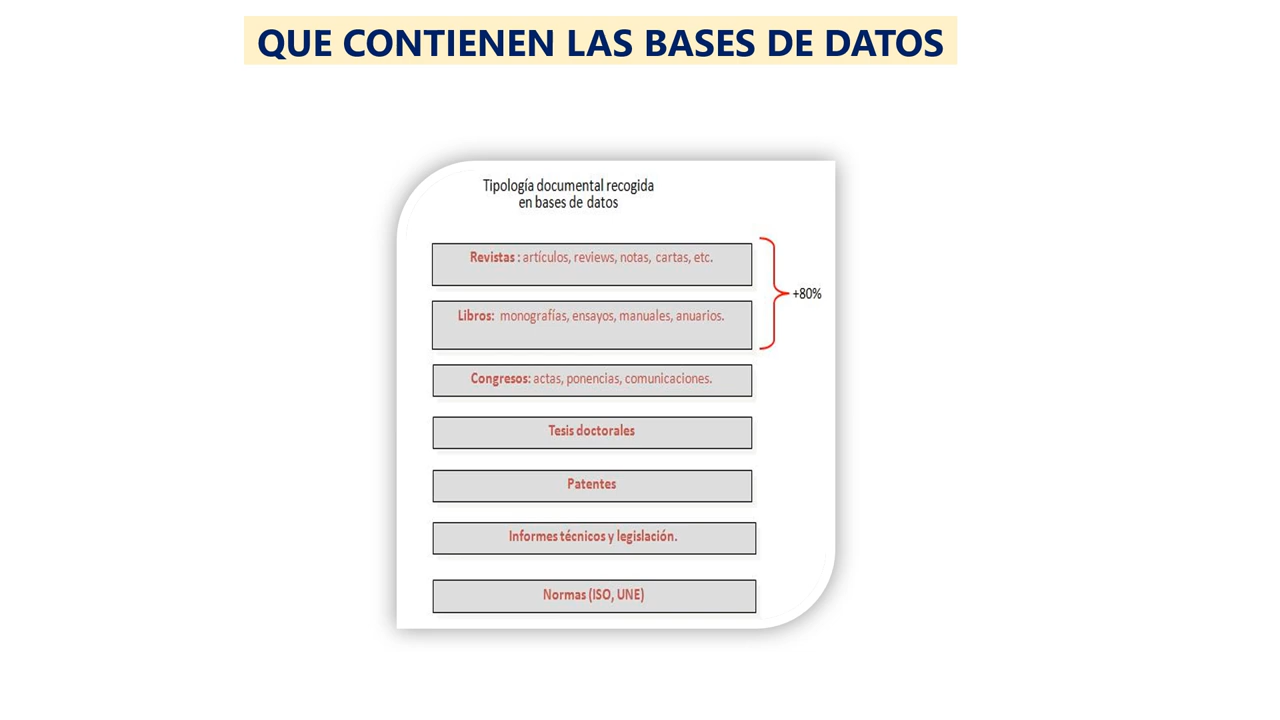 QUE CONTIENEN LAS BASES DE DATOS
Tipología documental recogida
en bases de datos
Revistas : artículos, reviews, notas, cartas, etc.
Libros: monografías, ensayos, manuales, anuarios.
+80%
Congresos: actas, ponencias, comunicaciones.
Tesis doctorales
Patentes
Informes técnicos y legislación.
Normas (ISO, UNE)